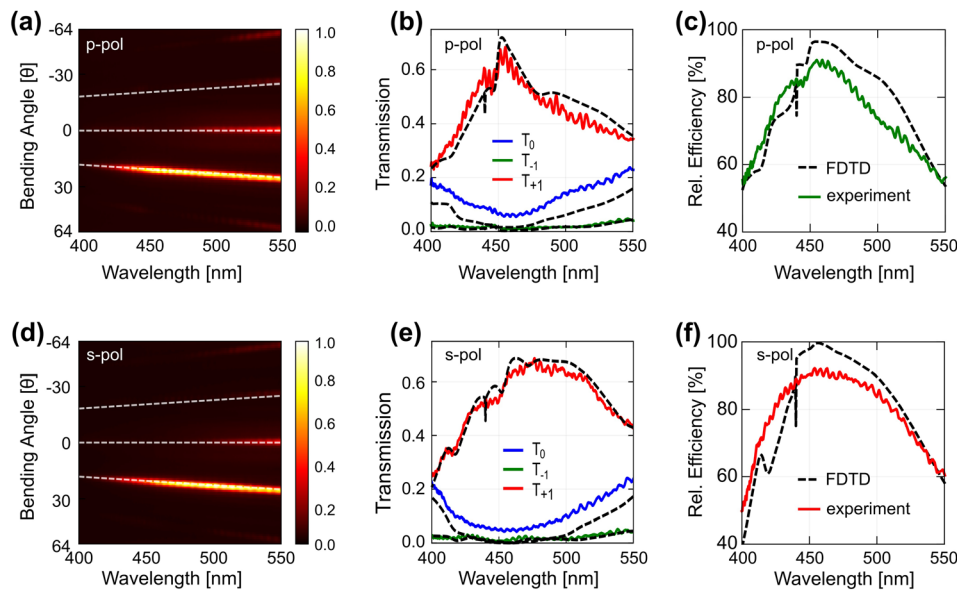 (a)
p-pol
Bending Angle [θ]
-64
-30
0
30
64
400 450 500 550
Wavelength [nm]
1.0
0.8
0.6
0.4
0.2
0.0
(b)
p-pol
Transmission
0.6
0.4
0.2
0.0
T0
T-1
T+1
400 450 500 550
Wavelength [nm]
(c)
p-pol
Rel. Efficiency [%]
100
80
60
40
FDTD
experiment
400 450 500 550
Wavelength [nm]
(d)
s-pol
Bending Angle [θ]
-64
-30
0
30
64
400 450 500 550
Wavelength [nm]
1.0
0.8
0.6
0.4
0.2
0.0
(e)
s-pol
Transmission
0.6
0.4
0.2
0.0
T0
T-1
T+1
400 450 500 550
Wavelength [nm]
(f)
s-pol
Rel. Efficiency [%]
100
80
60
40
FDTD
experiment
400 450 500 550
Wavelength [nm]